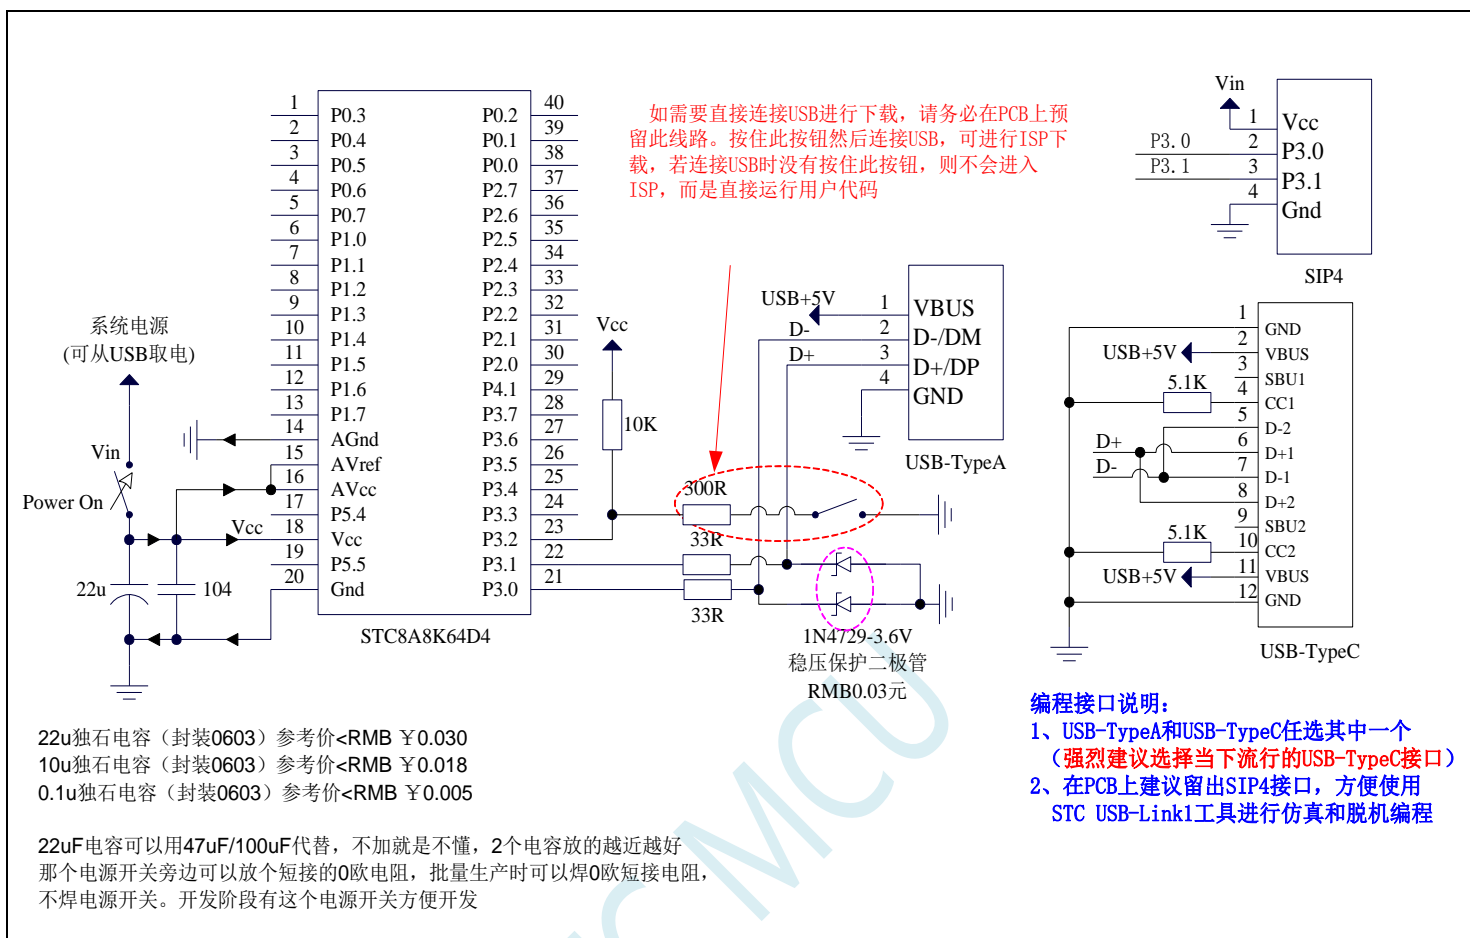 如需要直接连接USB进行下载，请务必在PCB上预
留此线路。按住此按钮然后连接USB，可进行ISP下
载，若连接USB时没有按住此按钮，则不会进入
ISP，而是直接运行用户代码
1 P0.3 P0.2 40
2 P0.4 P0.1 39
3 P0.5 P0.0 38
4 P0.6 P2.7 37
5 P0.7 P2.6 36
6 P1.0 P2.5 35
7 P1.1 P2.4 34
8 P1.2 P2.3 33
9 P1.3 P2.2 32
10 P1.4 P2.1 31
11 P1.5 P2.0 30
12 P1.6 P4.1 29
13 P1.7 P3.7 28
14 AGnd P3.6 27
15 AVref P3.5 26
16 AVcc P3.4 25
17 P5.4 P3.3 24
18 Vcc P3.2 23
19 P5.5 P3.1 22
20 Gnd P3.0 21
STC8A8K64D4
系统电源
(可从USB取电)
Vin
Power On
Vcc
22u
104
Vcc
10K
300R
33R
33R
USB+5V 1 VBUS
D- 2 D-/DM
D+ 3 D+/DP
4 GND
USB-TypeA
1N4729-3.6V
稳压保护二极管
RMB0.03元
Vin
1 Vcc
P3.0 2 P3.0
P3.1 3 P3.1
4 Gnd
SIP4
1 GND
USB+5V 2 VBUS
3 SBU1
5.1K 4 CC1
5 D-2
D+ 6 D+1
D- 7 D-1
8 D+2
9 SBU2
5.1K 10 CC2
USB+5V 11 VBUS
12 GND
USB-TypeC
22u独石电容（封装0603）参考价<RMB ￥0.030
10u独石电容（封装0603）参考价<RMB ￥0.018
0.1u独石电容（封装0603）参考价<RMB ￥0.005
22uF电容可以用47uF/100uF代替，不加就是不懂，2个电容放的越近越好
那个电源开关旁边可以放个短接的0欧电阻，批量生产时可以焊0欧短接电阻，
不焊电源开关。开发阶段有这个电源开关方便开发
编程接口说明：
1、USB-TypeA和USB-TypeC任选其中一个
（强烈建议选择当下流行的USB-TypeC接口）
2、在PCB上建议留出SIP4接口，方便使用
STC USB-Link1工具进行仿真和脱机编程
MCU